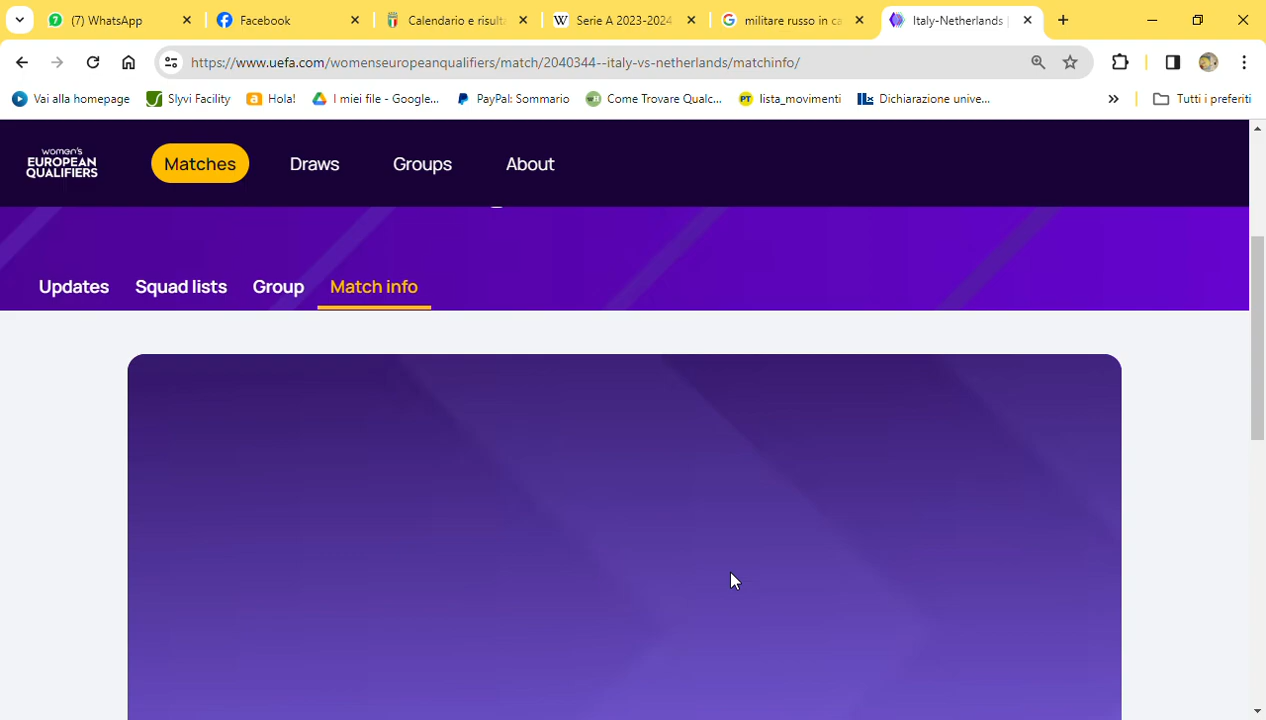 (7) WhatsApp
Facebook
Calendario e risulta
Serie A 2023-2024
militare russo in ca
Italy-Netherlands |
https://www.uefa.com/womenseuropeanqualifiers/match/2040344--italy-vs-netherlands/matchinfo/
Vai alla homepage
Slyvi Facility
Hola!
I miei file - Google...
PayPal: Sommario
Come Trovare Qualc...
lista_movimenti
Dichiarazione unive...
Tutti i preferiti
women's
EUROPEAN
QUALIFIERS
Matches
Draws
Groups
About
Updates
Squad lists
Group
Match info